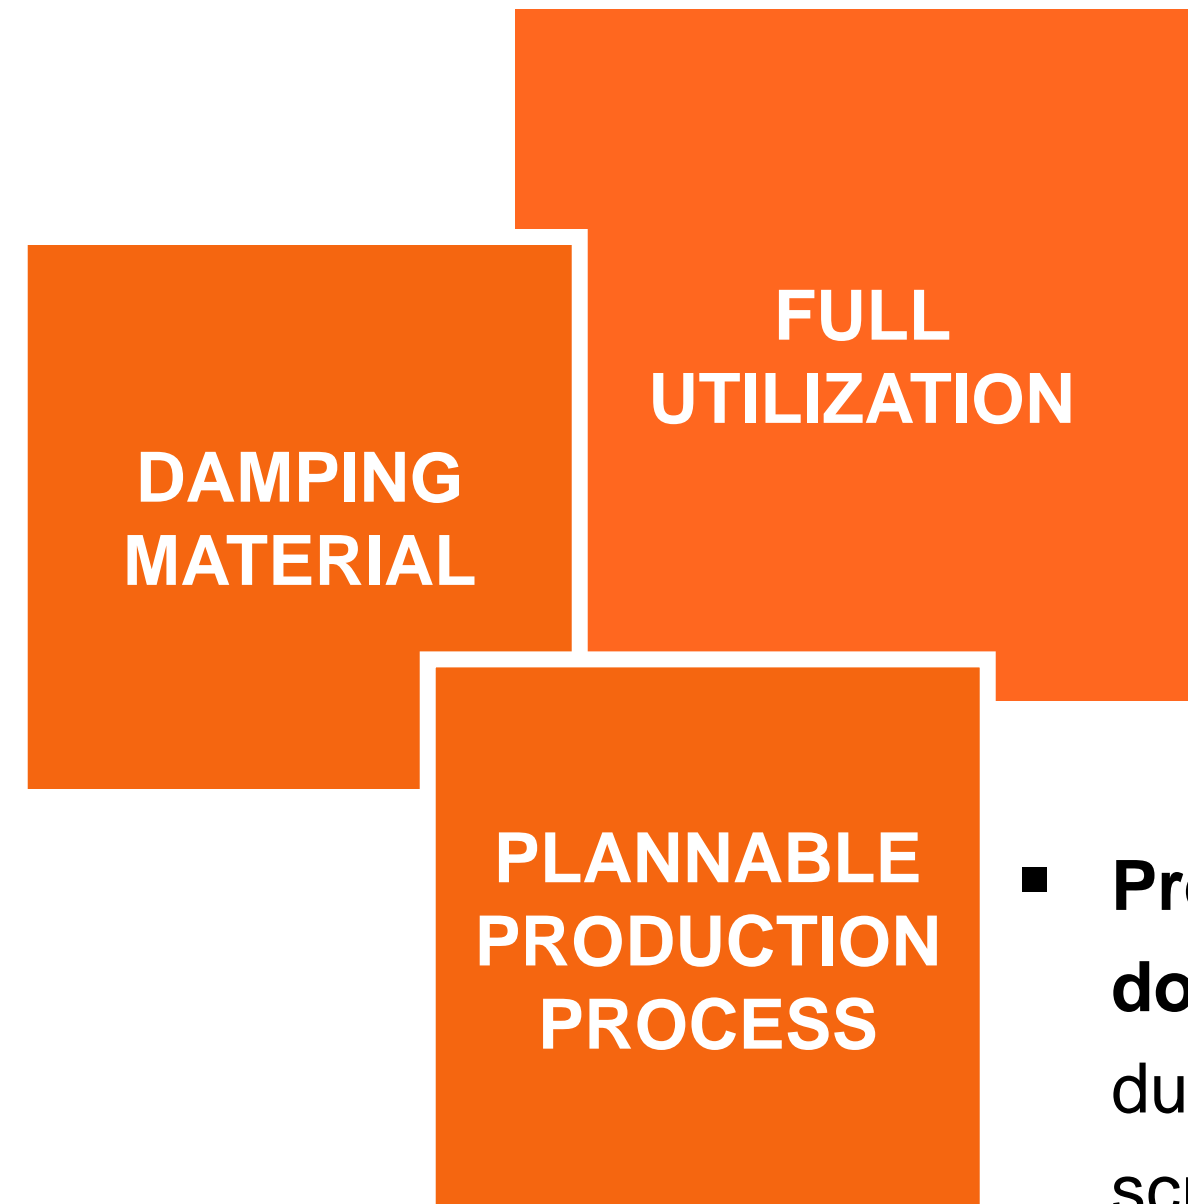 FULL
UTILIZATION
DAMPING
MATERIAL
PLANNABLE
PRODUCTION
PROCESS